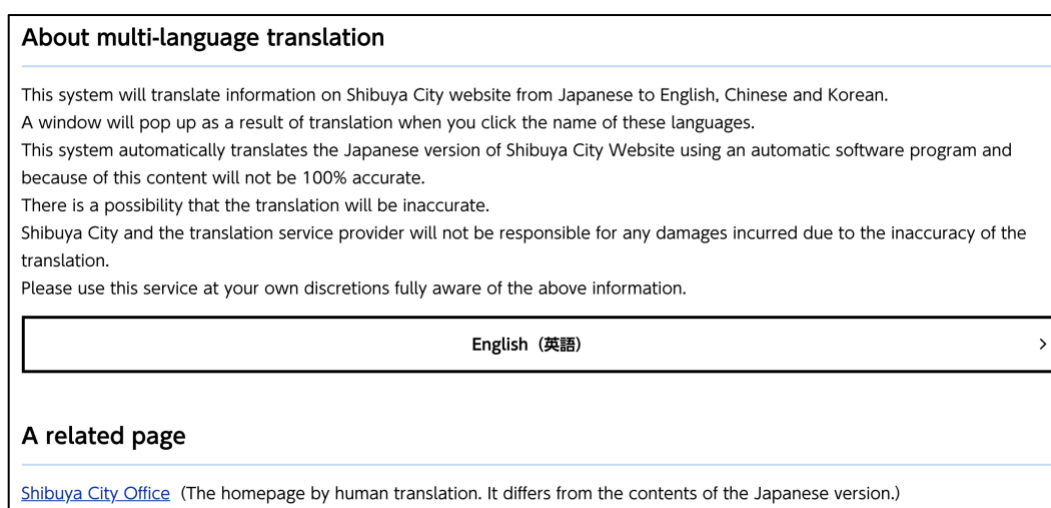 About multi-language translation
This system will translate information on Shibuya City website from Japanese to English, Chinese and Korean.
A window will pop up as a result of translation when you click the name of these languages.
This system automatically translates the Japanese version of Shibuya City Website using an automatic software program and
because of this content will not be 100% accurate.
There is a possibility that the translation will be inaccurate.
Shibuya City and the translation service provider will not be responsible for any damages incurred due to the inaccuracy of the
translation.
Please use this service at your own discretions fully aware of the above information.
English（英語）
A related page
Shibuya City Office (The homepage by human translation. It differs from the contents of the Japanese version.)